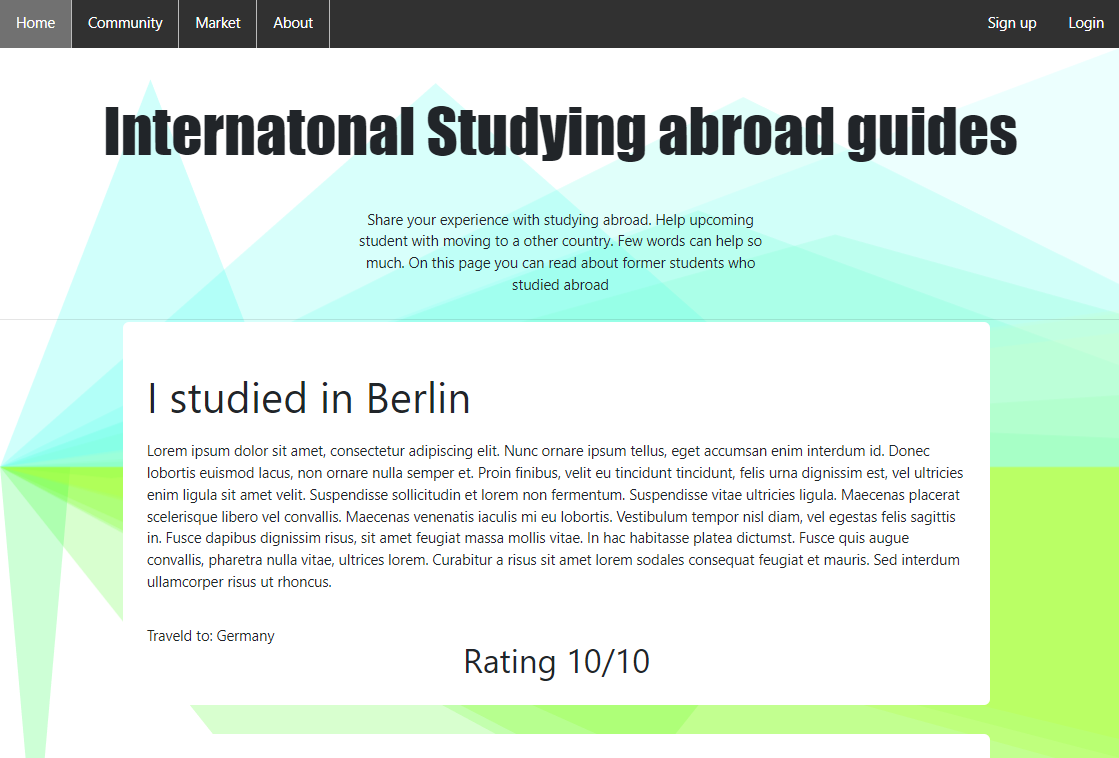 Home Community Market About Sign up Login
Internatonal Studying abroad guides
Share your experience with studying abroad. Help upcoming
student with moving to a other country. Few words can help so
much. On this page you can read about former students who
studied abroad
I studied in Berlin
Lorem ipsum dolor sit amet, consectetur adipiscing elit. Nunc ornare ipsum tellus, eget accumsan enim interdum id. Donec
lobortis euismod lacus, non ornare nulla semper et. Proin finibus, velit eu tincidunt tincidunt, felis urna dignissim est, vel ultricies
enim ligula sit amet velit. Suspendisse sollicitudin et lorem non fermentum. Suspendisse vitae ultricies ligula. Maecenas placerat
scelerisque libero vel convallis. Maecenas venenatis iaculis mi eu lobortis. Vestibulum tempor nisl diam, vel egestas felis sagittis
in. Fusce dapibus dignissim risus, sit amet feugiat massa mollis vitae. In hac habitasse platea dictumst. Fusce quis augue
convallis, pharetra nulla vitae, ultrices lorem. Curabitur a risus sit amet lorem sodales consequat feugiat et mauris. Sed interdum
ullamcorper risus ut rhoncus.
Traveld to: Germany
Rating 10/10